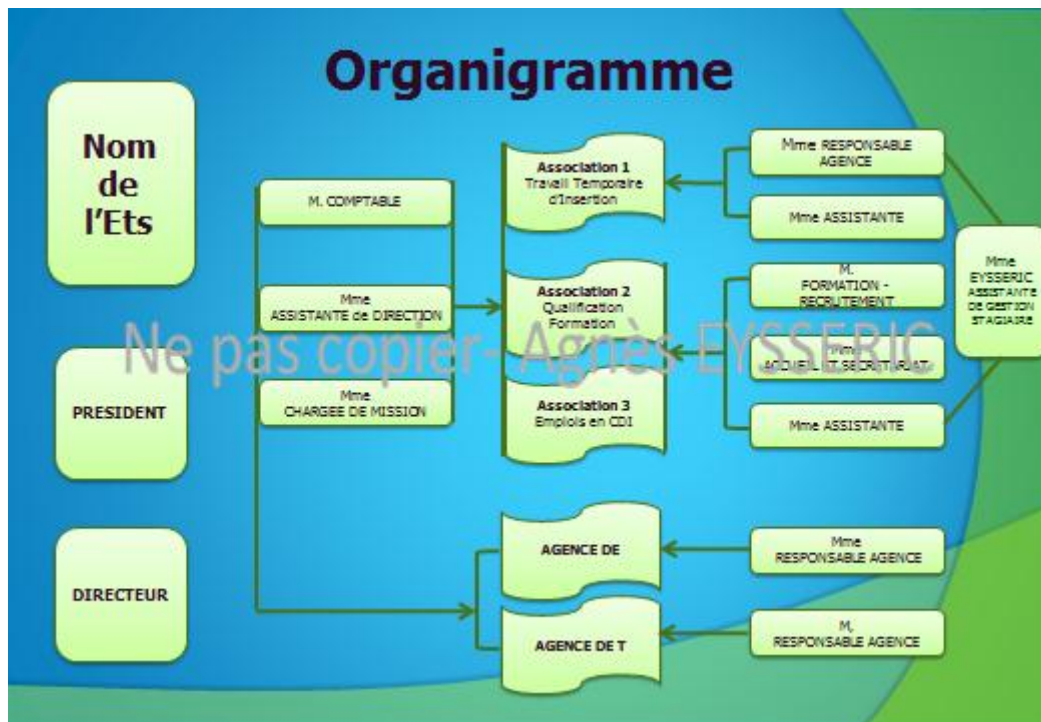 Organigramme
Nom
de
l'Ets
PRESIDENT
DIRECTEUR
M. COMPTABLE
Mme
ASSISTANTE de DIRECTION
Mme
CHARGEE DE MISSION
Association 1
Travail Temporaire
d'Insertion
Association 2
Qualification
Formation
Association 3
Emplois en CDI
AGENCE DE
AGENCE DE T
Mme RESPONSABLE
AGENCE
Mme ASSISTANTE
M.
FORMATION -
RECRUTEMENT
Mme
ACCUEIL ET SECRETARIAT
Mme ASSISTANTE
Mme
RESPONSABLE AGENCE
M,
RESPONSABLE AGENCE
Mme
EYSSERIC
ASSISTANTE
DE GESTION
STAGIAIRE
Ne pas copier- Agnès EYSSERIC